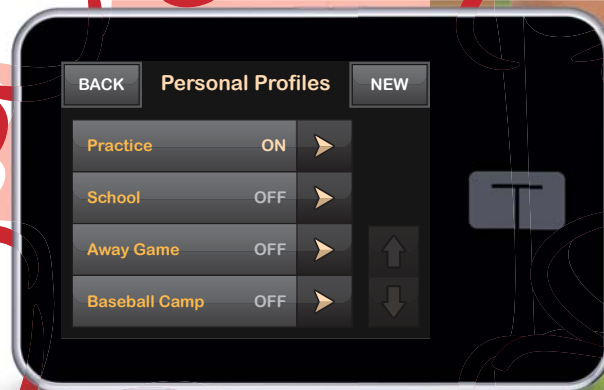 BACK Personal Profiles NEW
Practice ON
School OFF
Away Game OFF
Baseball Camp OFF
T